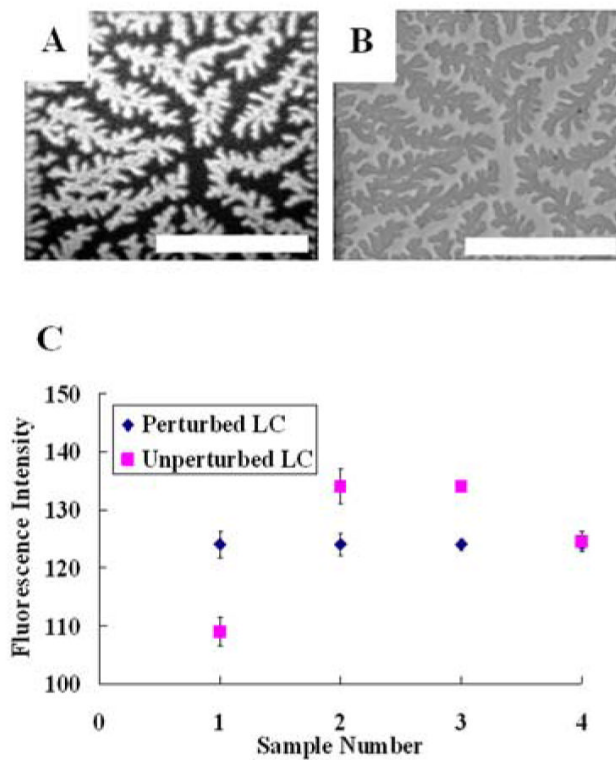 A
B
C
150
140
130
120
110
100
Fluorescence Intensity
Perturbed LC
Unperturbed LC
0
1
2
3
4
Sample Number